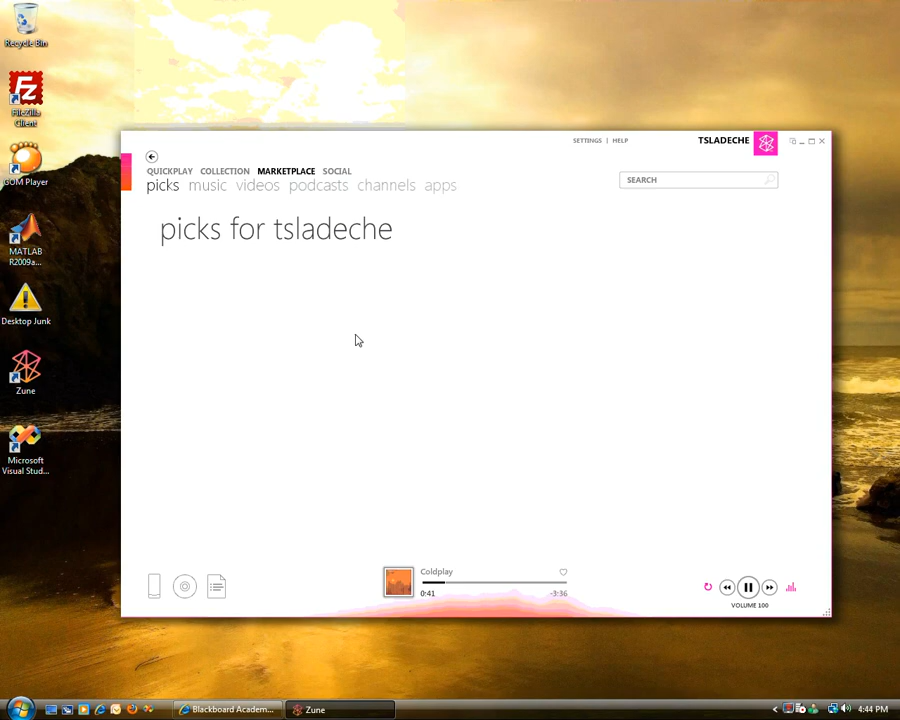 Recycle Bin
FileZilla
Client
GOM Player
MATLAB
R2009a...
Desktop Junk
Zune
Microsoft
Visual Stud...
SETTINGS | HELP
TSLADECHE
QUICKPLAY COLLECTION MARKETPLACE SOCIAL
picks music videos podcasts channels apps
SEARCH
picks for tsladeche
Coldplay
0:41 -3:36
VOLUME 100
Blackboard Academ...
Zune
4:44 PM